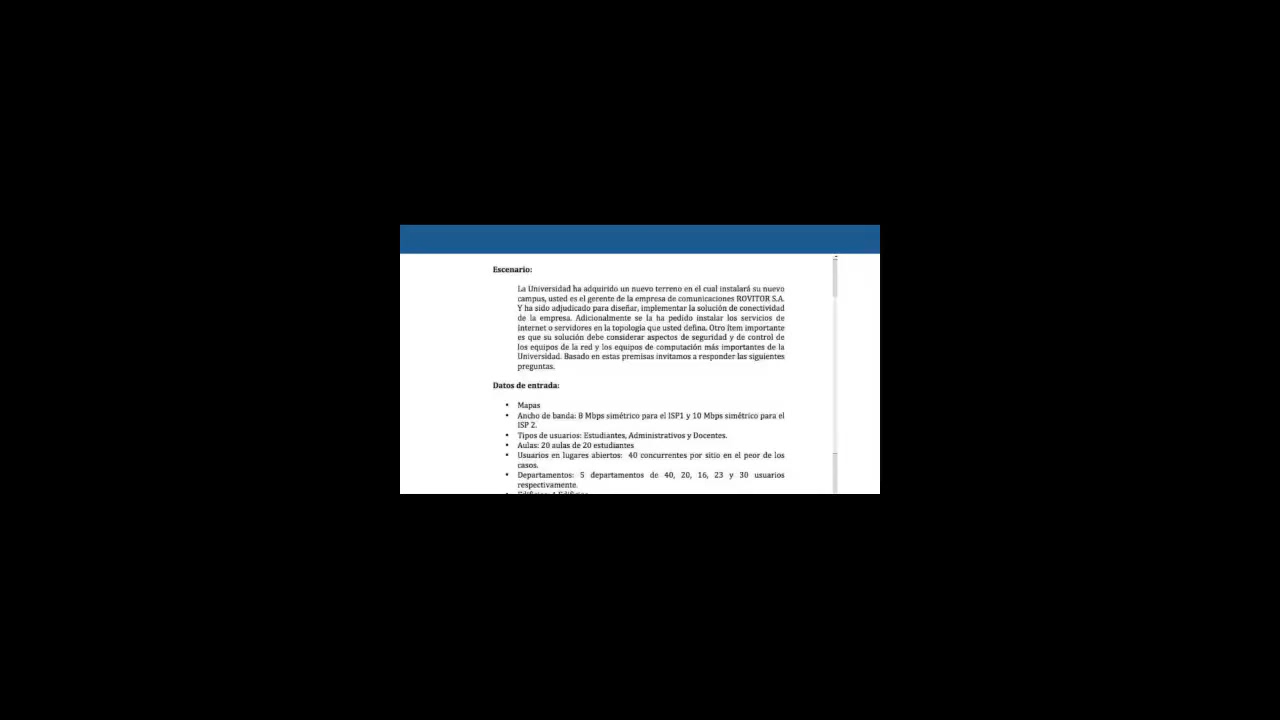 Escenario:
La Universidad ha adquirido un nuevo terreno en el cual instalará su nuevo
campus, usted es el gerente de la empresa de comunicaciones ROVITOR S.A.
Y ha sido adjudicado para diseñar, implementar la solución de conectividad
de la empresa. Adicionalmente se la ha pedido instalar los servicios de
Internet o servidores en la topología que usted defina. Otro ítem importante
es que su solución debe considerar aspectos de seguridad y de control de
los equipos de la red y los equipos de computación más importantes de la
Universidad. Basado en estas premisas invitamos a responder las siguientes
preguntas.
Datos de entrada:
• Mapas
• Ancho de banda: 8 Mbps simétrico para el ISP1 y 10 Mbps simétrico para el
ISP 2.
• Tipos de usuarios: Estudiantes, Administrativos y Docentes.
• Aulas: 20 aulas de 20 estudiantes
• Usuarios en lugares abiertos: 40 concurrentes por sitio en el peor de los
casos.
• Departamentos: 5 departamentos de 40, 20, 16, 23 y 30 usuarios
respectivamente.